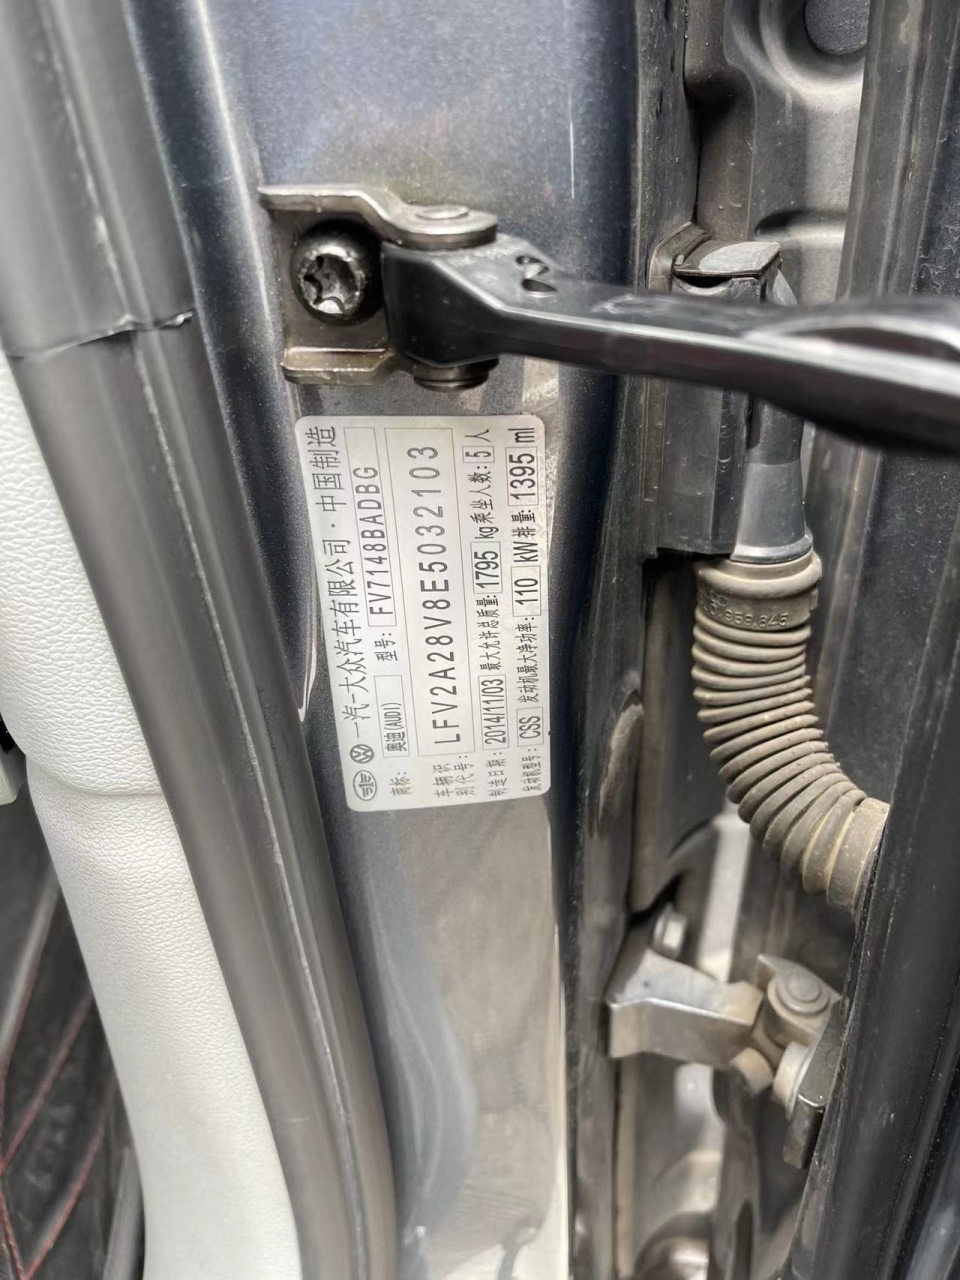 一汽-大众汽车有限公司·中国制造
商标: 奥迪(AUDI) 型号: FV7148BADBG
车辆识别代号: LFV2A28V8E5032103
制造日期: 2014/11/03 最大允许总质量: 1795 kg 乘坐人数: 5 人
发动机型号: CSS 发动机最大净功率: 110 kW 排量: 1395 ml